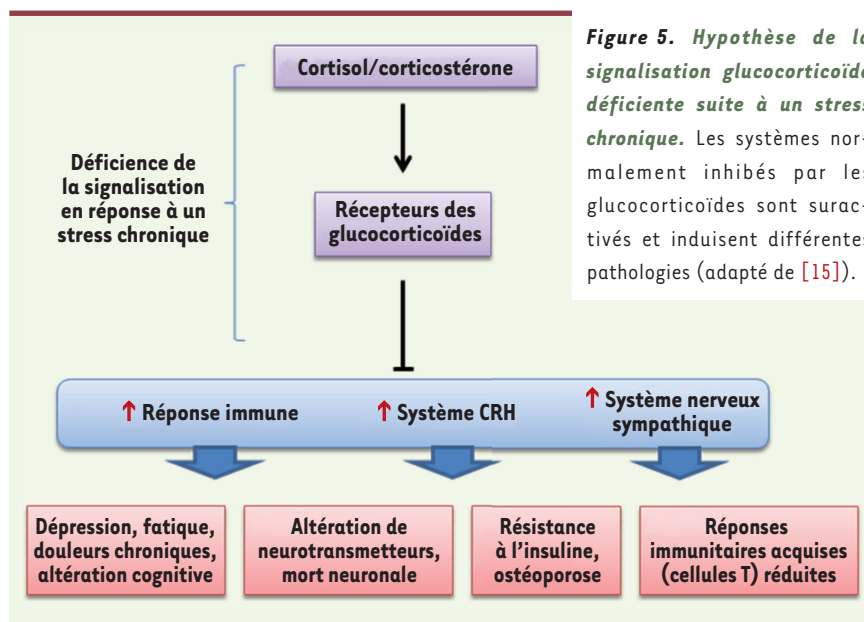 Cortisol/corticostérone
Déficience de
la signalisation
en réponse à un
stress chronique
Récepteurs des
glucocorticoïdes
↑ Réponse immune
↑ Système CRH
↑ Système nerveux
sympathique
Dépression, fatique,
douleurs chroniques,
altération cognitive
Altération de
neurotransmetteurs,
mort neuronale
Résistance
à l'insuline,
ostéoporose
Réponses
immunitaires acquises
(cellules T) réduites
Figure 5. Hypothèse de la
signalisation glucocorticoïde
déficiente suite à un stress
chronique. Les systèmes nor-
malement inhibés par les
glucocorticoïdes sont surac-
tivés et induisent différentes
pathologies (adapté de [15]).